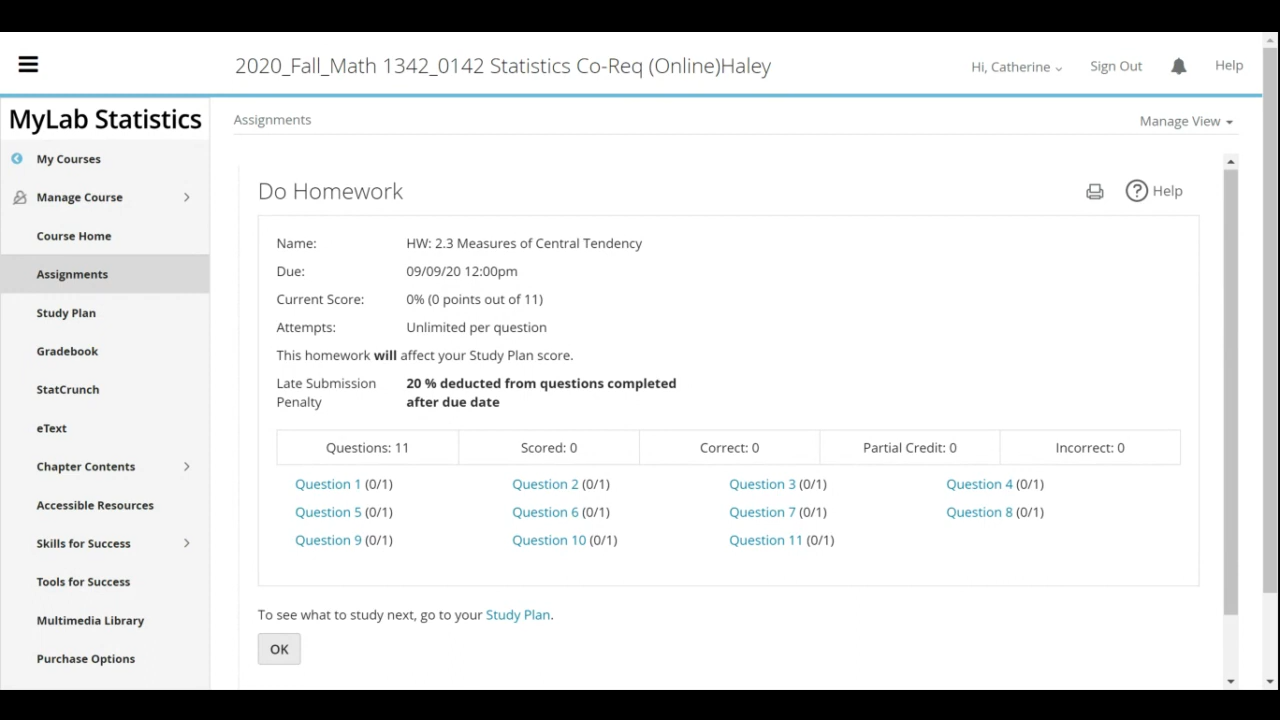 2020_Fall_Math 1342_0142 Statistics Co-Req (Online)Haley
Hi, Catherine
Sign Out
Help
MyLab Statistics
My Courses
Manage Course
Course Home
Assignments
Study Plan
Gradebook
StatCrunch
eText
Chapter Contents
Accessible Resources
Skills for Success
Tools for Success
Multimedia Library
Purchase Options
Assignments
Manage View
Do Homework
? Help
Name: HW: 2.3 Measures of Central Tendency
Due: 09/09/20 12:00pm
Current Score: 0% (0 points out of 11)
Attempts: Unlimited per question
This homework will affect your Study Plan score.
Late Submission Penalty
20 % deducted from questions completed
after due date
Questions: 11 Scored: 0 Correct: 0 Partial Credit: 0 Incorrect: 0
Question 1 (0/1) Question 2 (0/1) Question 3 (0/1) Question 4 (0/1)
Question 5 (0/1) Question 6 (0/1) Question 7 (0/1) Question 8 (0/1)
Question 9 (0/1) Question 10 (0/1) Question 11 (0/1)
To see what to study next, go to your Study Plan.
OK